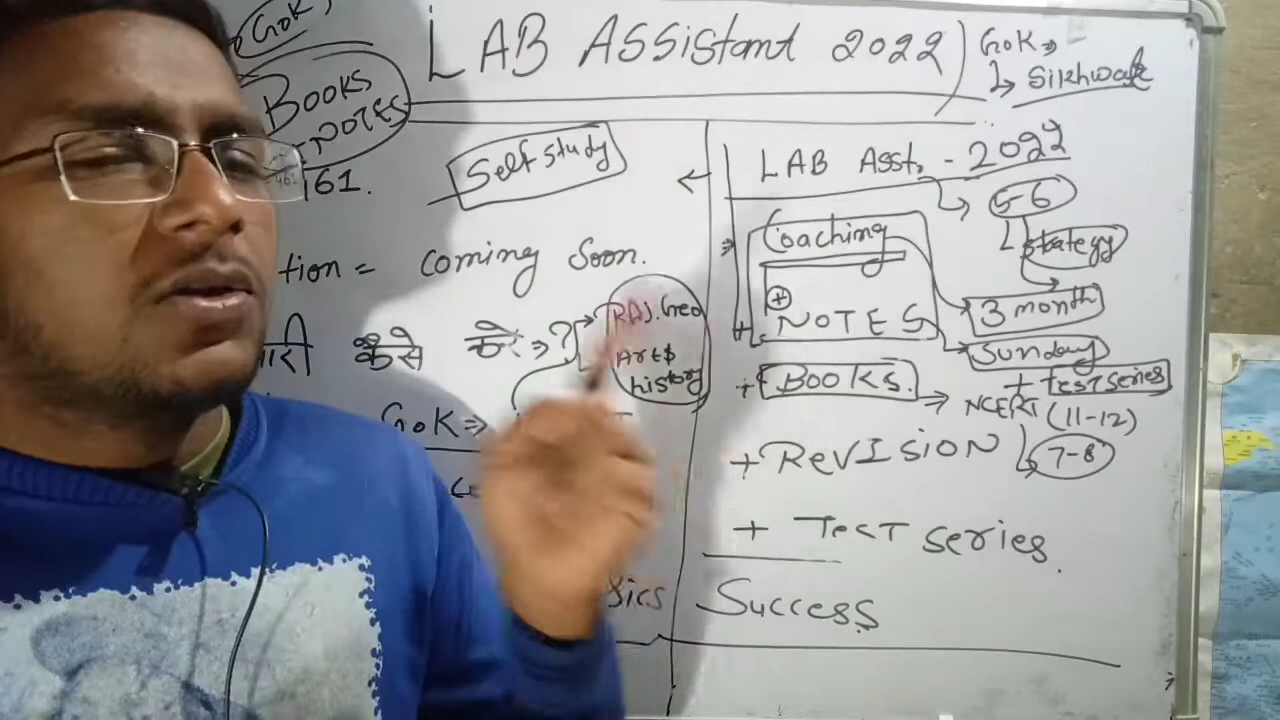 GOK,
BOOKS
-NOTES
161.
LAB ASSistant 2022
GOK⇒
↳ Sikhwal
Self study
tion = coming Soon.
कैसे करें ⇒ ?
RAJ. Geo
Art &
history
GOK ⇒
sics
← LAB Asst. - 2022
5-6
strategy
Coaching
+
NOTES
3 month
Sunday
+ test series
+ BOOKS. → NCERT (11-12)
7-8
+ ReVISiON
+ TesT series.
Success